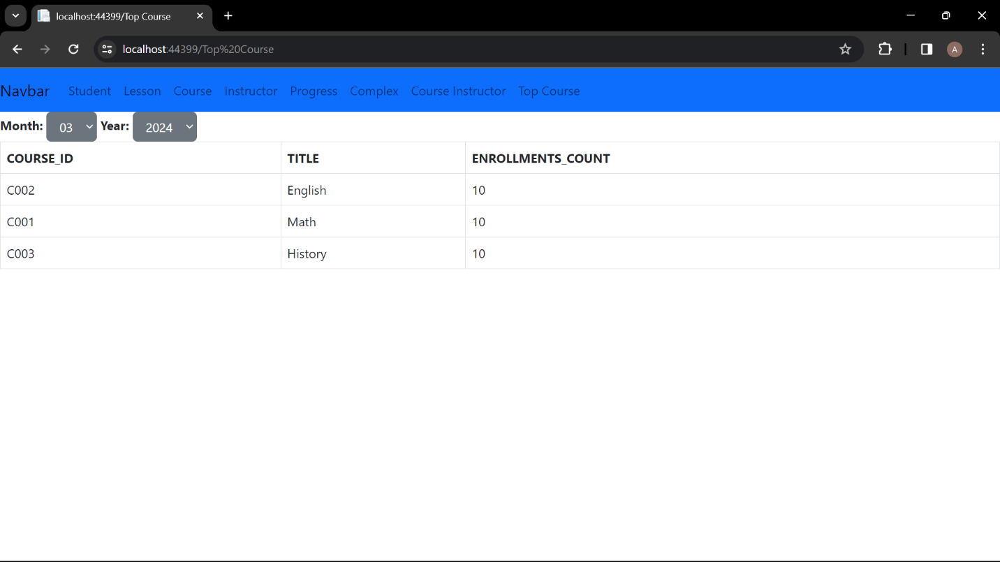 localhost:44399/Top Course
localhost:44399/Top%20Course
A
Navbar Student Lesson Course Instructor Progress Complex Course Instructor Top Course
Month: 03 Year: 2024
COURSE_ID TITLE ENROLLMENTS_COUNT
C002 English 10
C001 Math 10
C003 History 10